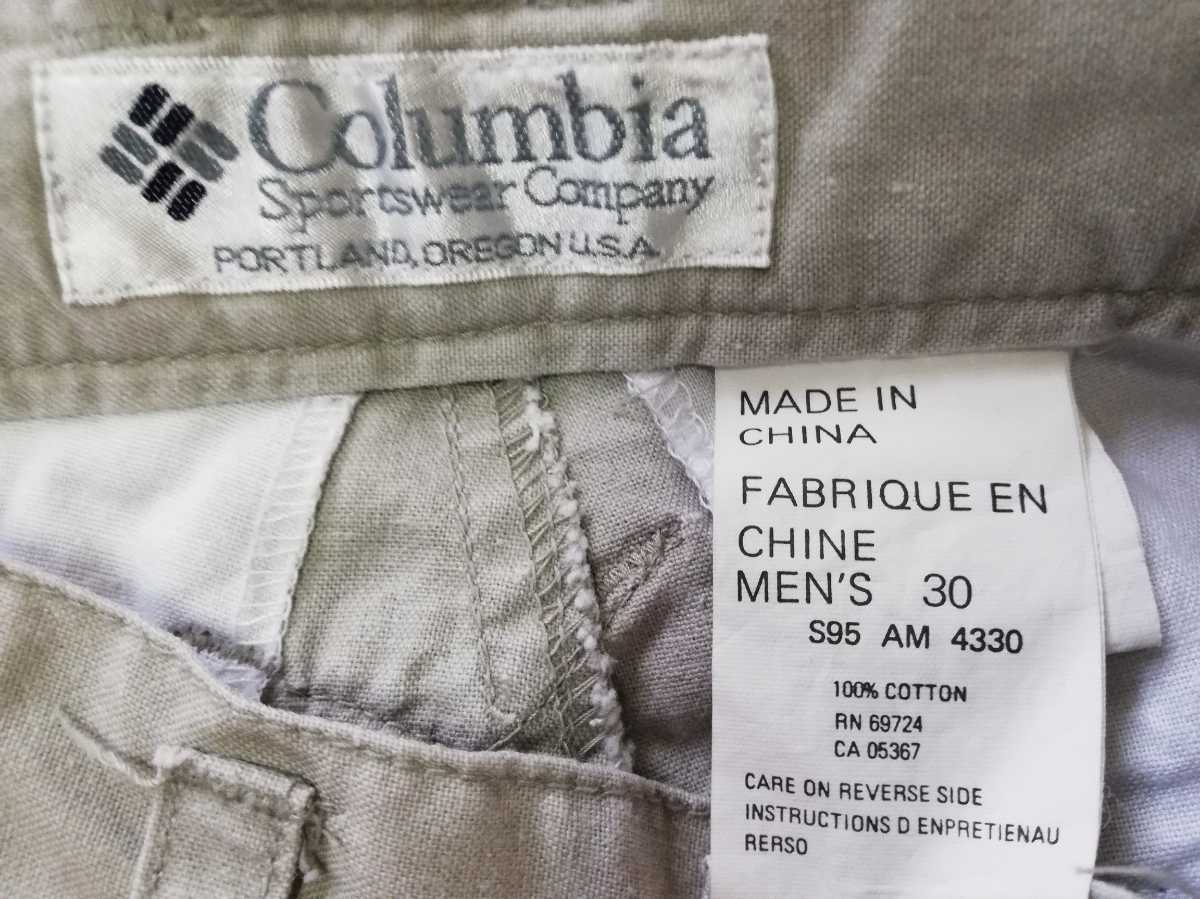 Columbia
Sportswear Company
PORTLAND, OREGON U.S.A.
MADE IN
CHINA
FABRIQUE EN
CHINE
MEN'S 30
S95 AM 4330
100% COTTON
RN 69724
CA 05367
CARE ON REVERSE SIDE
INSTRUCTIONS D ENPRETIENAU
RERSO